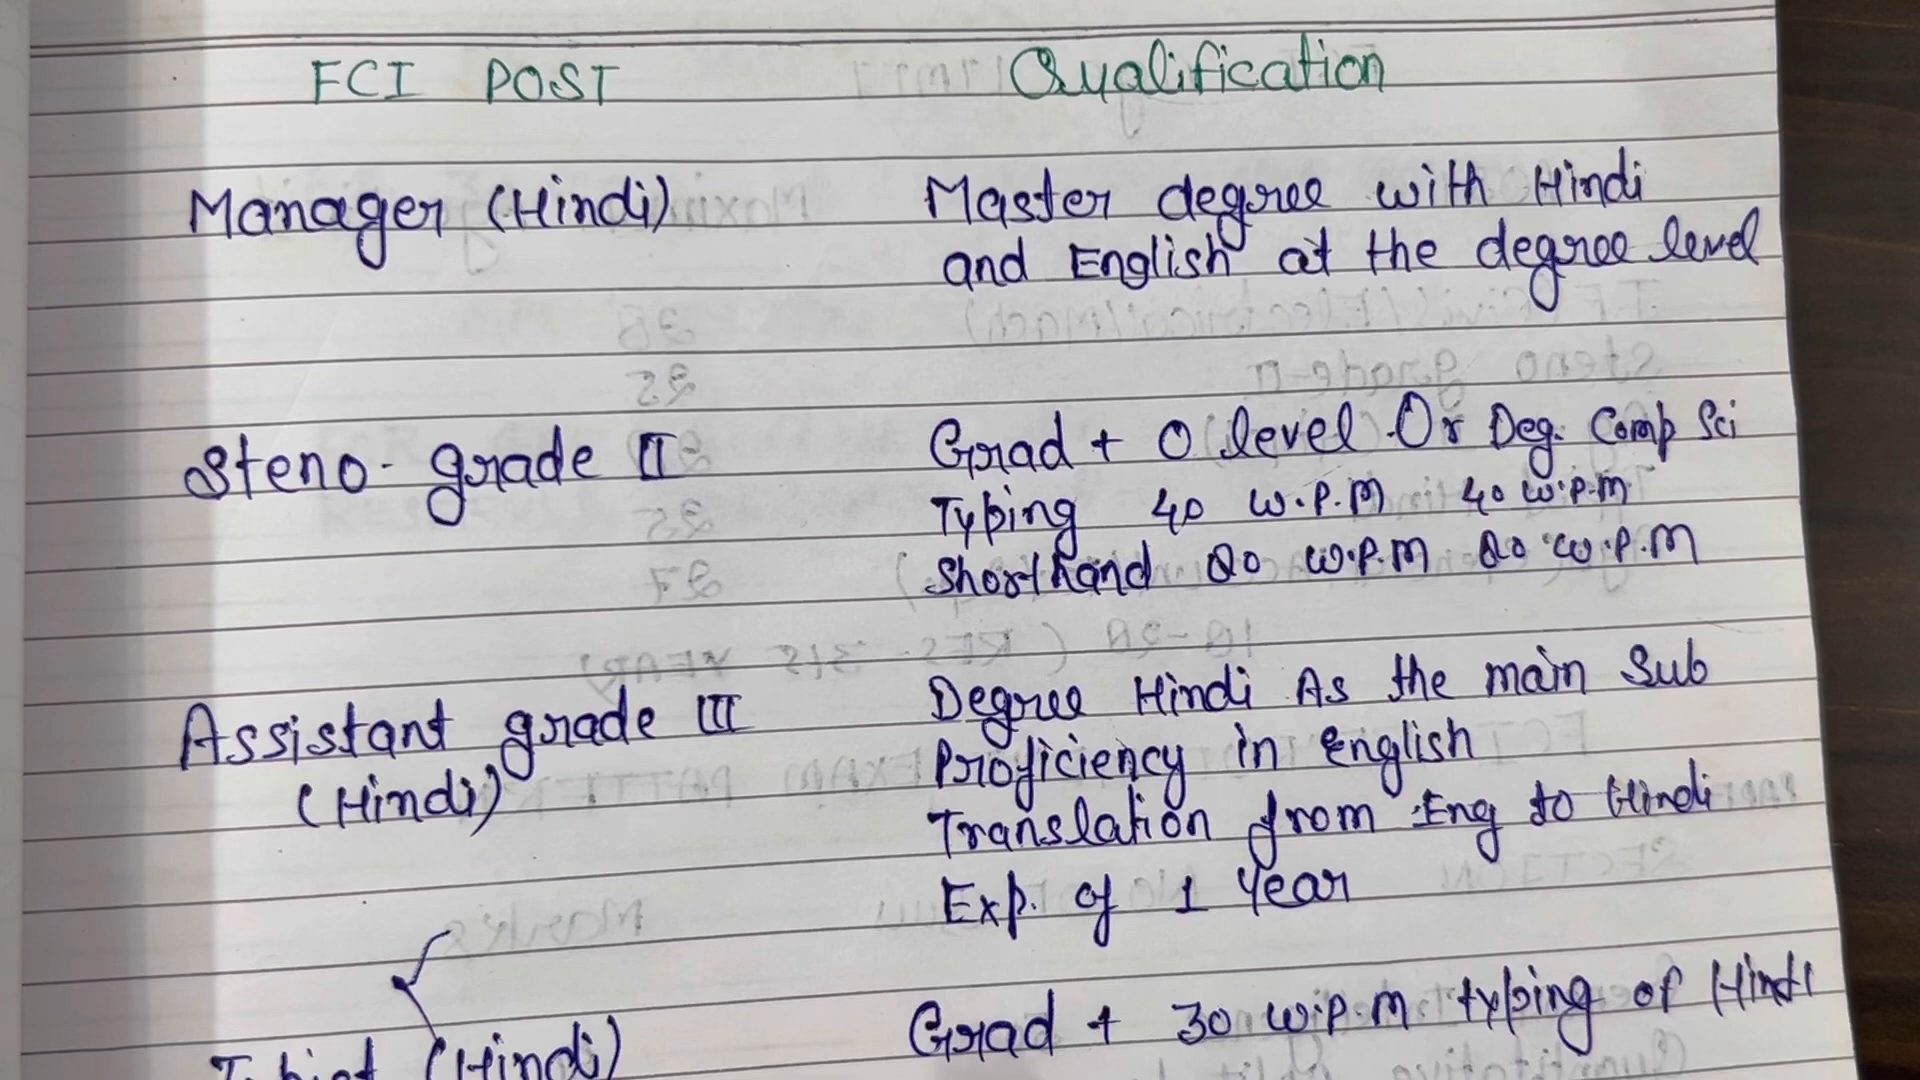 FCI POST Qualification
Manager (Hindi) Master degree with Hindi
and English at the degree level
Steno- grade II Grad + O level Or Deg. Comp Sci
Typing 40 W.P.M 40 W.P.M
Shorthand 80 W.P.M 80 W.P.M
Assistant grade III Degree Hindi As the main Sub
(Hindi) Proficiency in English
Translation from Eng to Hindi
Exp. of 1 Year
Grad + 30 W.P.M typing of Hindi
(Hindi)